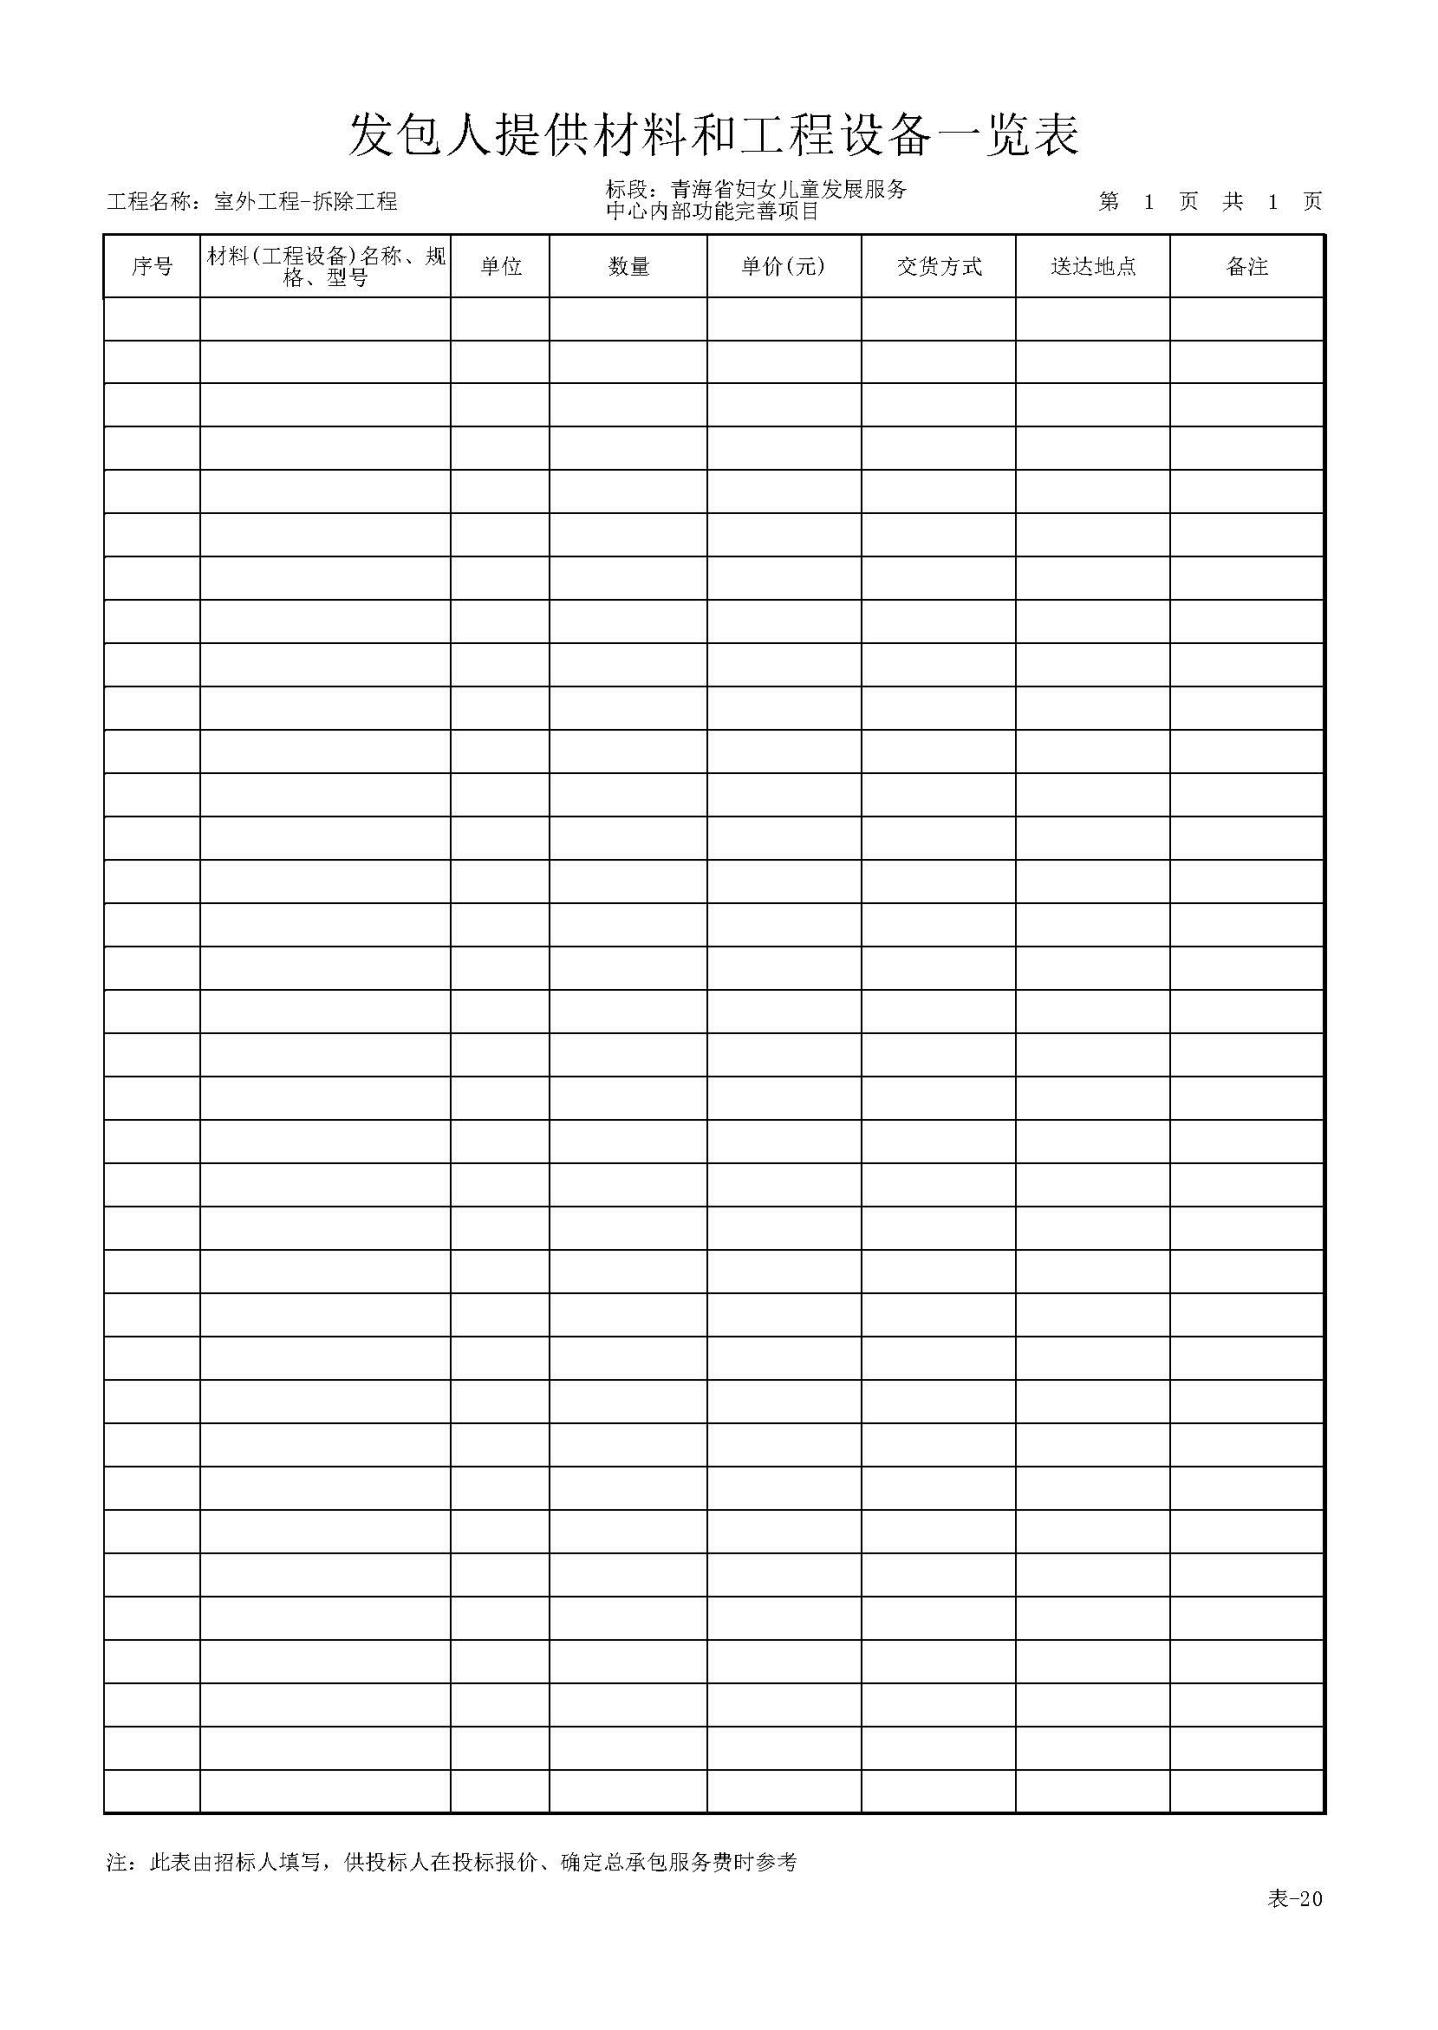 发包人提供材料和工程设备一览表
工程名称：室外工程-拆除工程
标段：青海省妇女儿童发展服务
中心内部功能完善项目
第 1 页 共 1 页
序号
材料(工程设备)名称、规
格、型号
单位
数量
单价(元)
交货方式
送达地点
备注
注：此表由招标人填写，供投标人在投标报价、确定总承包服务费时参考
表-20